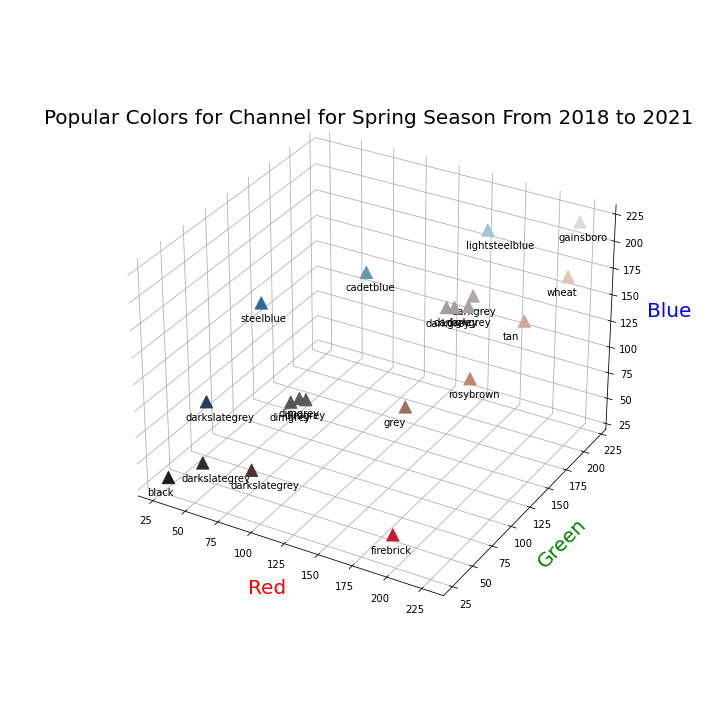 Popular Colors for Channel for Spring Season From 2018 to 2021
225
gainsboro
lightsteelblue
200
175
cadetblue
wheat
150
Blue
darkgrey
steelblue
darkgrey
125
tan
100
75
rosybrown
50
dimgrey
darkslategrey
dimgrey
grey
25
225
200
darkslategrey
175
darkslategrey
black
150
25
125
50
100
75
firebrick
Green
100
75
125
50
150
Red
175
25
200
225